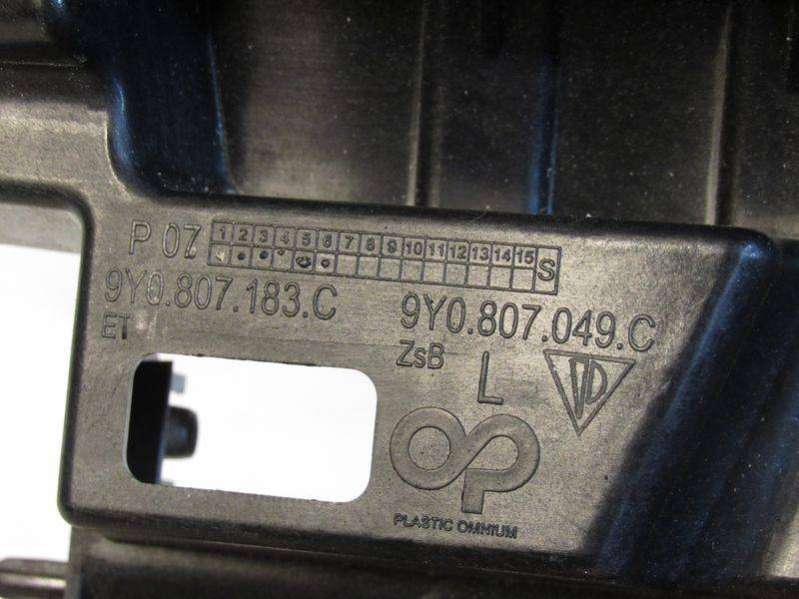 P 07 1 2 3 4 5 6 7 8 9 10 11 12 13 14 15 S
9Y0.807.183.C 9Y0.807.049.C
ET ZsB L
OP
PLASTIC OMNIUM